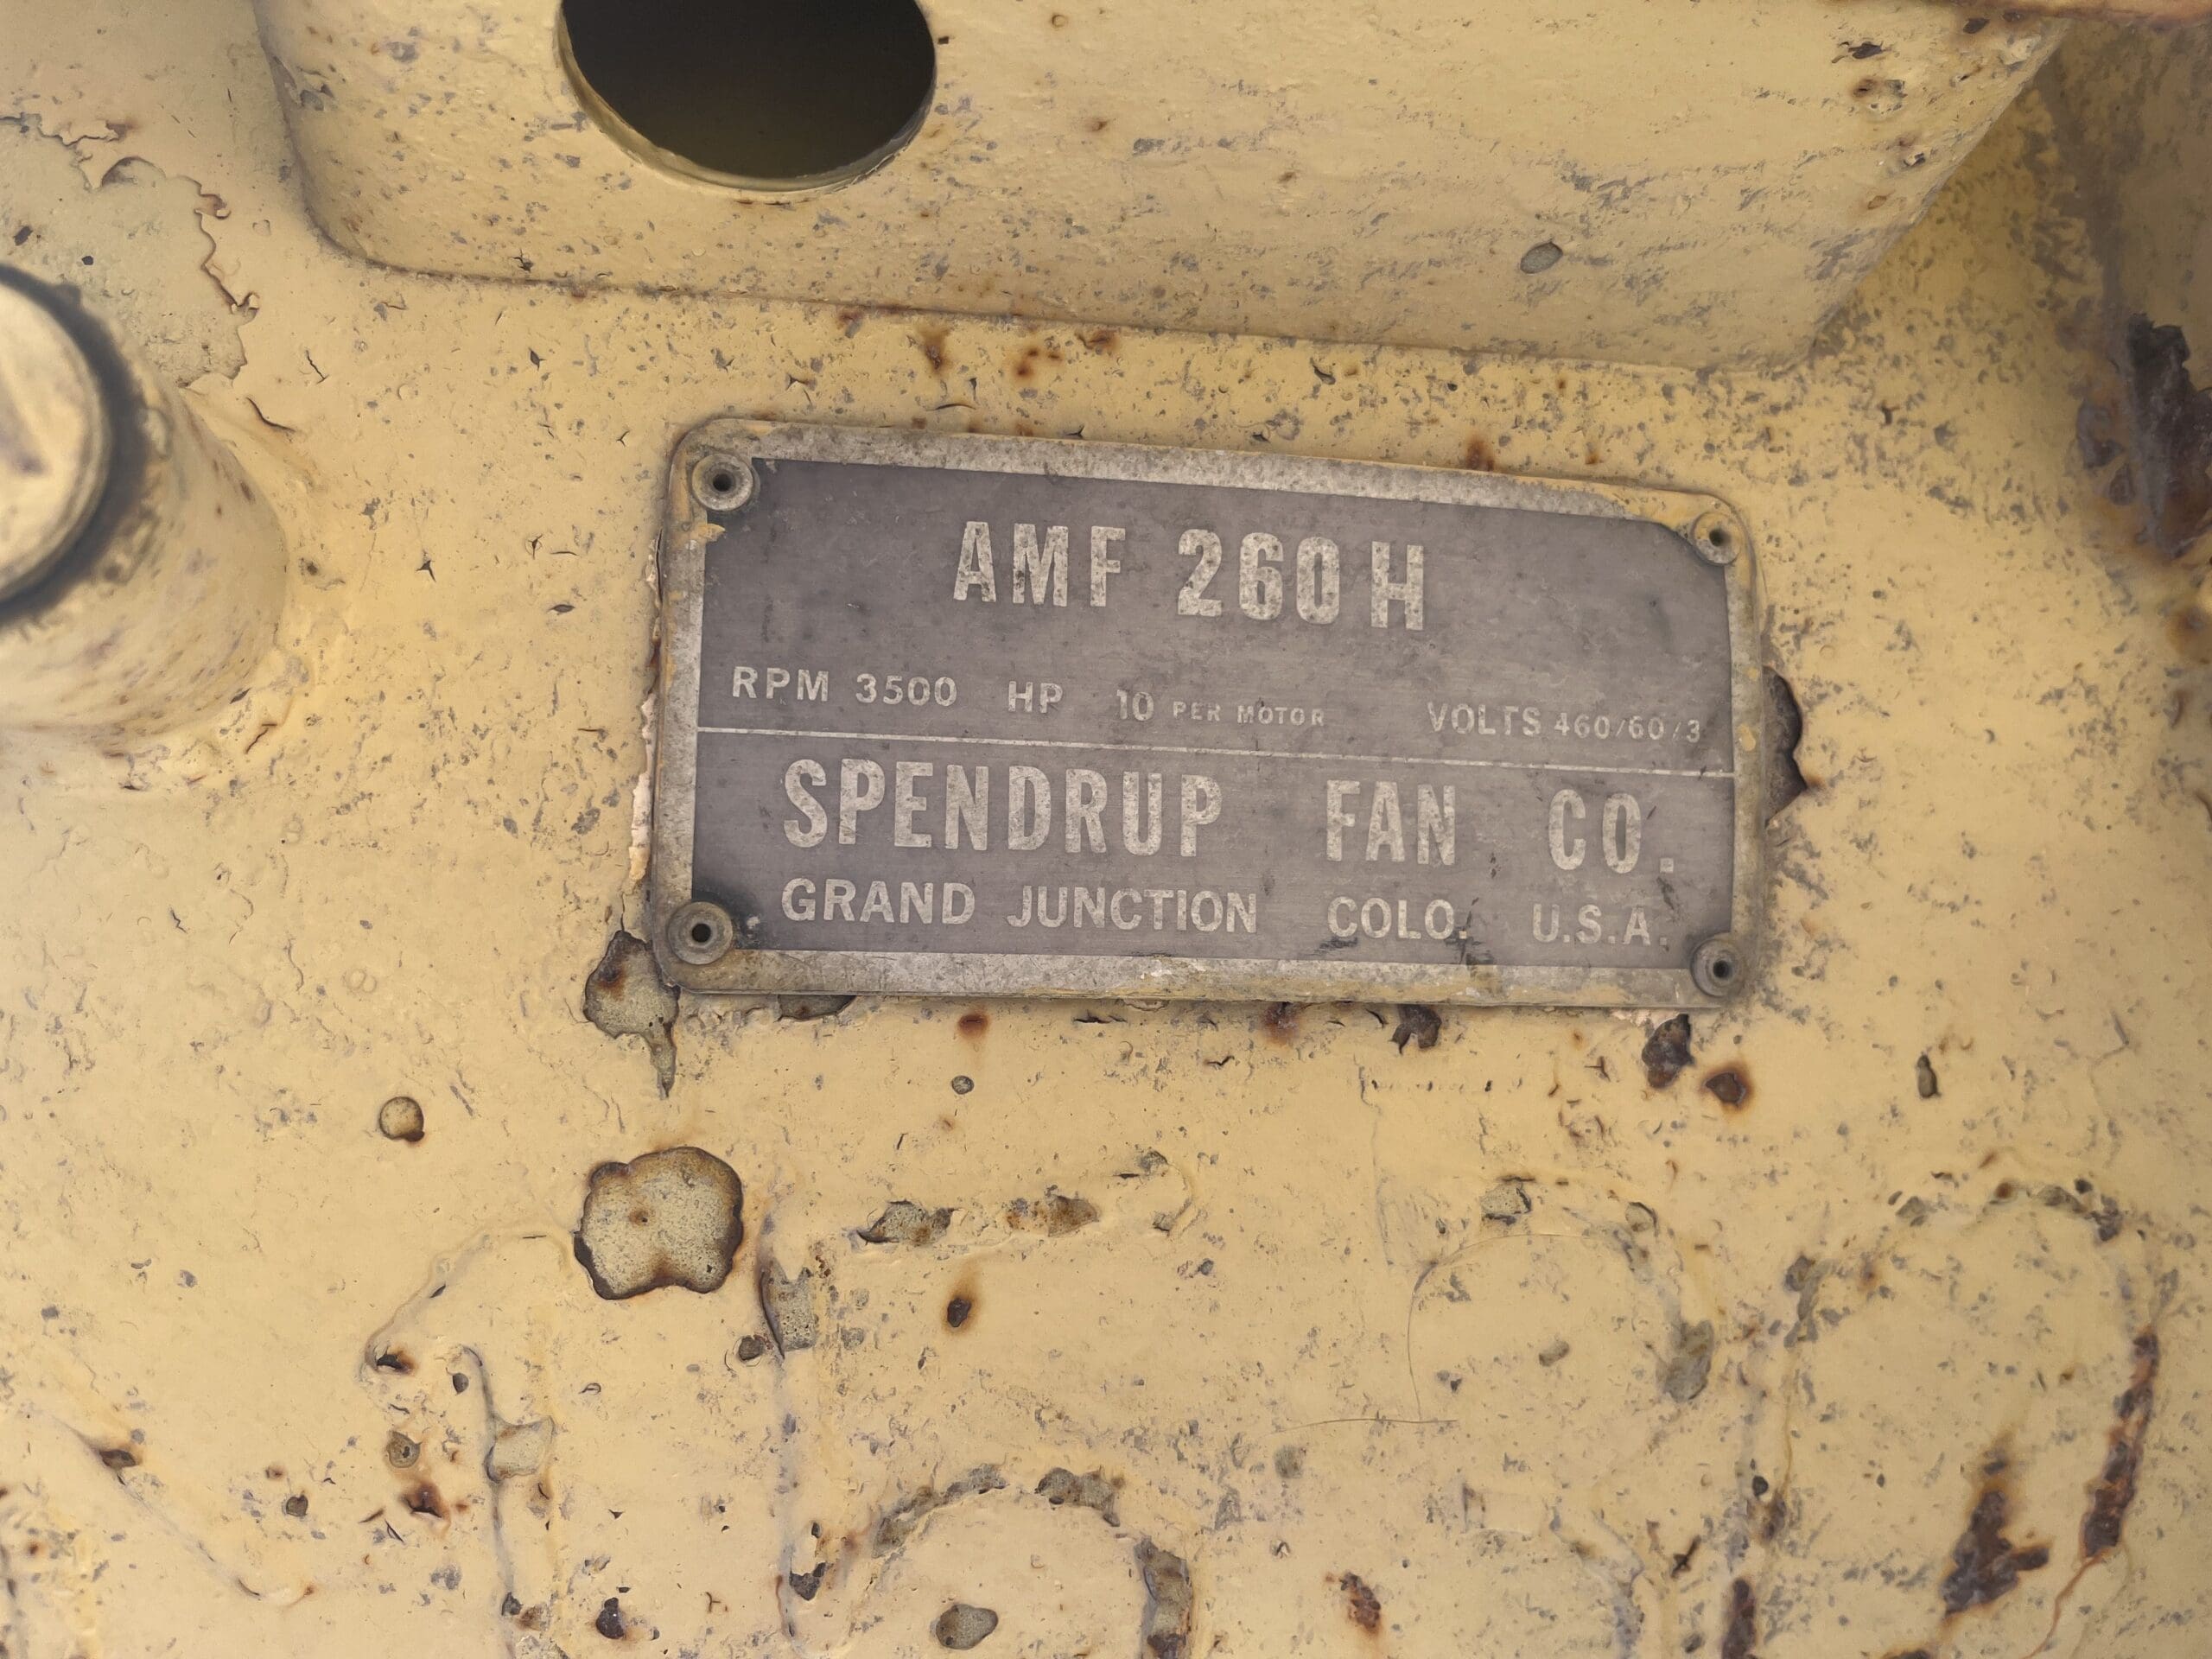 AMF 260 H
RPM 3500 HP 10 PER MOTOR VOLTS 460/60/3
SPENDRUP FAN CO.
GRAND JUNCTION COLO. U.S.A.